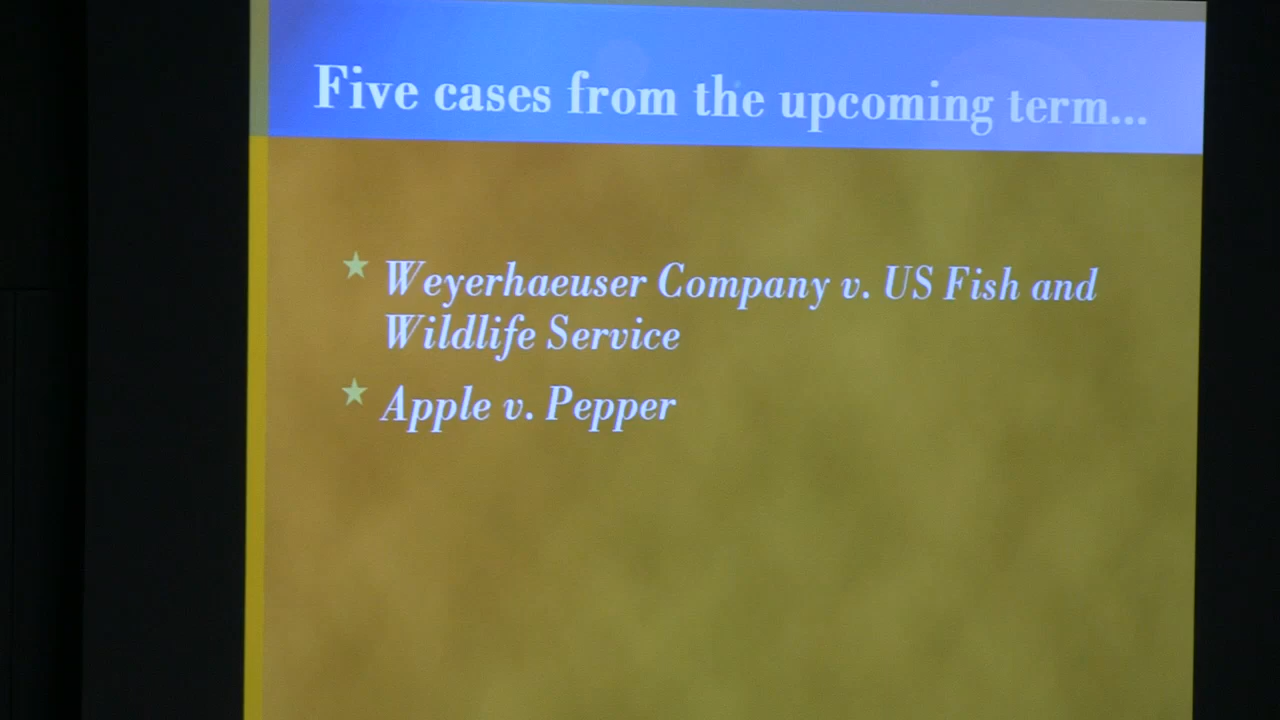 Five cases from the upcoming term...
Weyerhaeuser Company v. US Fish and
Wildlife Service
Apple v. Pepper